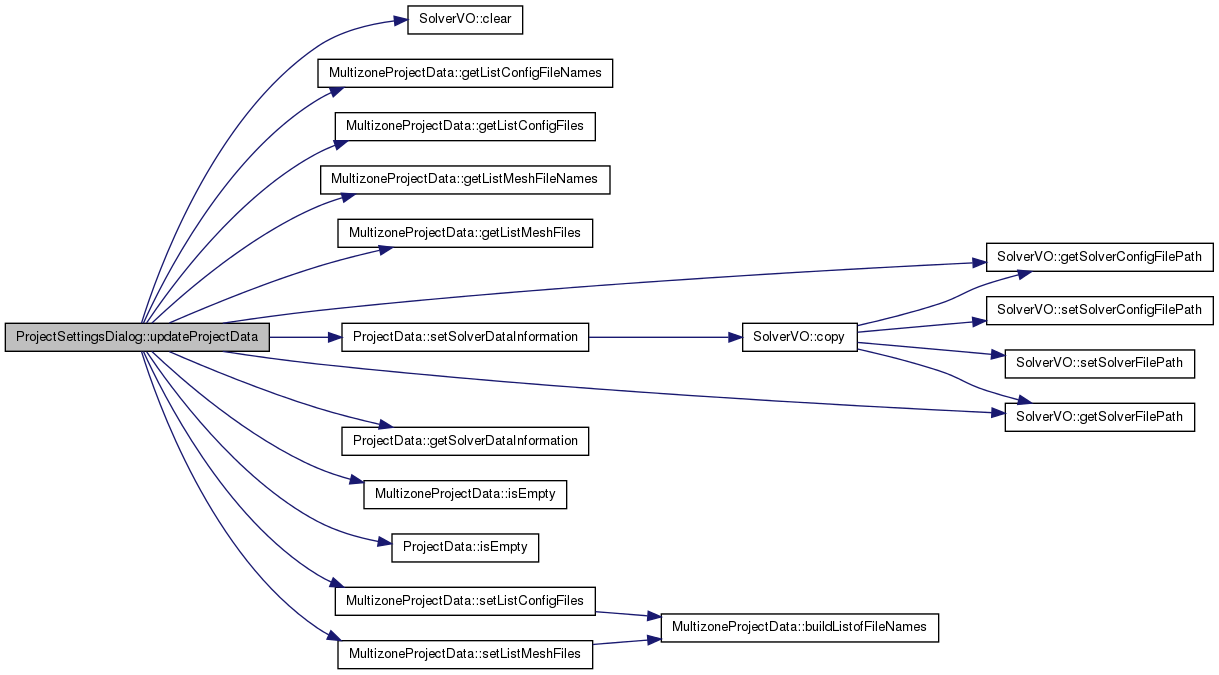 SolverVO::clear
MultizoneProjectData::getListConfigFileNames
MultizoneProjectData::getListConfigFiles
MultizoneProjectData::getListMeshFileNames
MultizoneProjectData::getListMeshFiles
SolverVO::getSolverConfigFilePath
SolverVO::setSolverConfigFilePath
ProjectSettingsDialog::updateProjectData
ProjectData::setSolverDataInformation
SolverVO::copy
SolverVO::setSolverFilePath
SolverVO::getSolverFilePath
ProjectData::getSolverDataInformation
MultizoneProjectData::isEmpty
ProjectData::isEmpty
MultizoneProjectData::setListConfigFiles
MultizoneProjectData::buildListofFileNames
MultizoneProjectData::setListMeshFiles